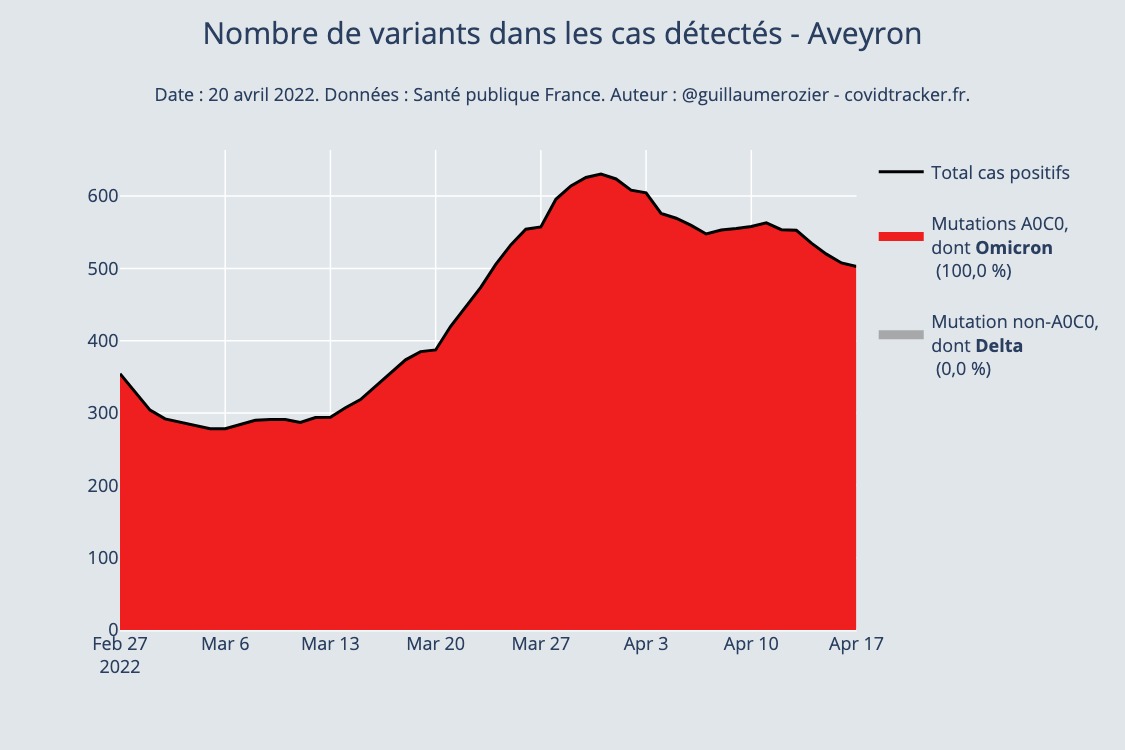 Nombre de variants dans les cas détectés - Aveyron
Date : 20 avril 2022. Données : Santé publique France. Auteur : @guillaumerozier - covidtracker.fr.
Total cas positifs
Mutations A0C0,
dont Omicron
(100,0 %)
Mutation non-A0C0,
dont Delta
(0,0 %)
600
500
400
300
200
100
0
Feb 27 Mar 6 Mar 13 Mar 20 Mar 27 Apr 3 Apr 10 Apr 17
2022